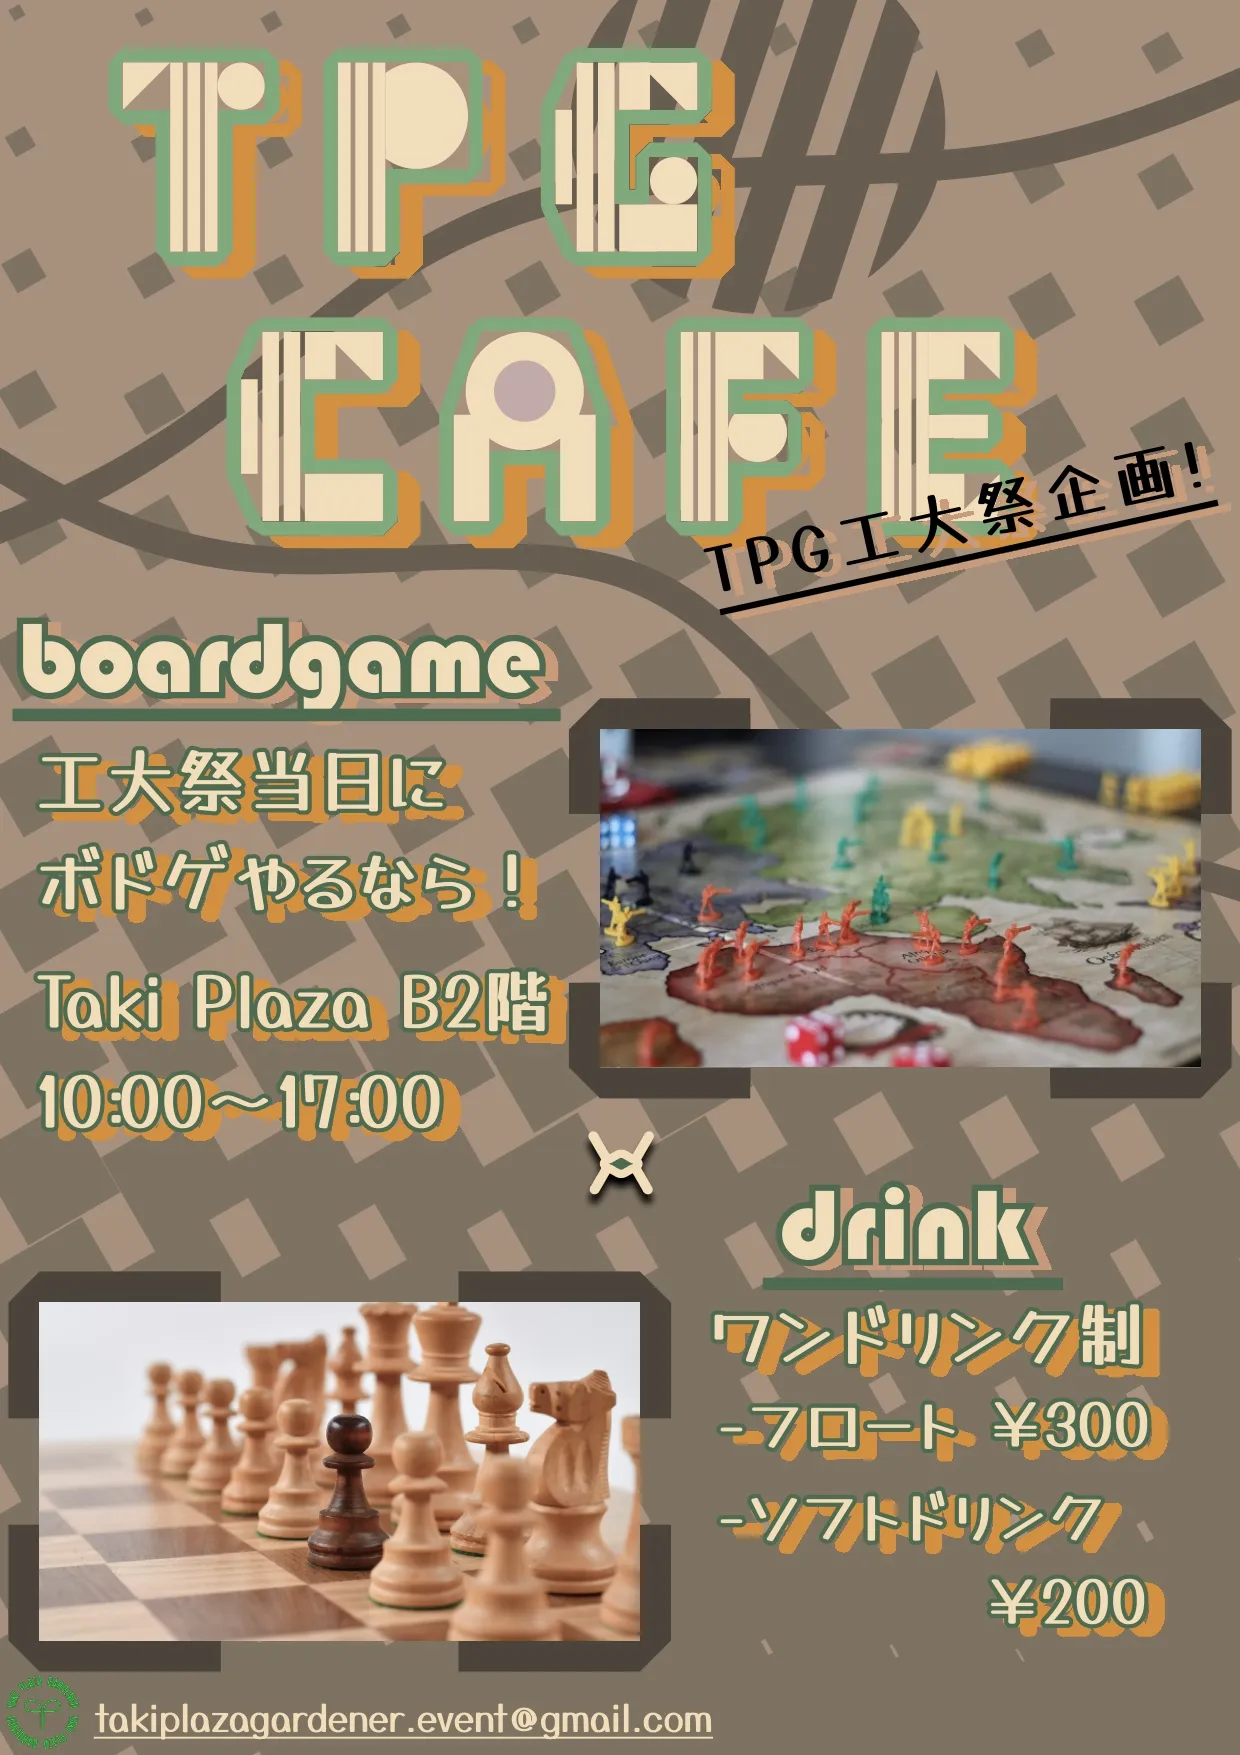 TPG
CAFE
TPG工大祭企画!
boardgame
工大祭当日に
ボドゲやるなら！
Taki Plaza B2階
10:00～17:00
drink
ワンドリンク制
-フロート ￥300
-ソフトドリンク
￥200
takiplazagardener.event@gmail.com